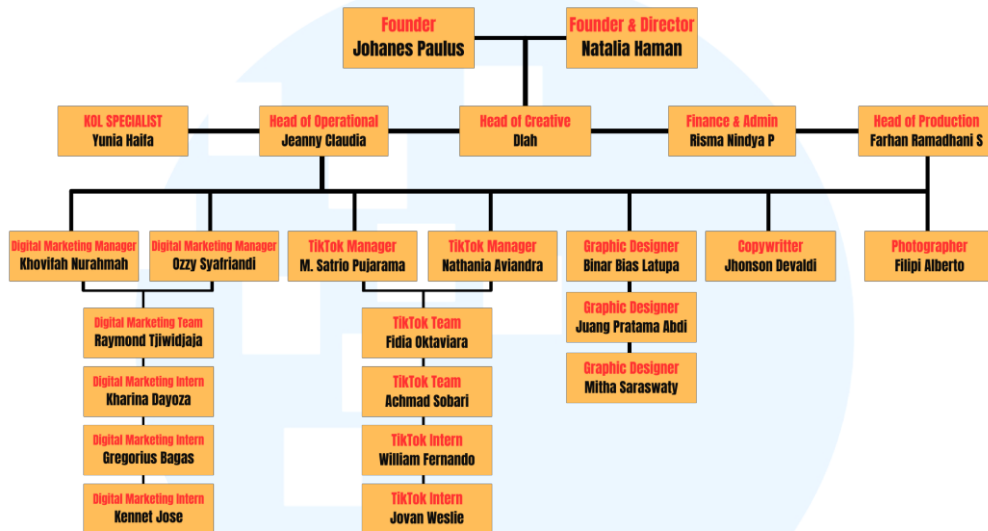 Founder
Johanes Paulus
Founder & Director
Natalia Haman
KOL SPECIALIST
Yunia Haifa
Head of Operational
Jeanny Claudia
Head of Creative
DIah
Finance & Admin
Risma Nindya P
Head of Production
Farhan Ramadhani S
Digital Marketing Manager
Khovifah Nurahmah
Digital Marketing Manager
Ozzy Syafriandi
TikTok Manager
M. Satrio Pujarama
TikTok Manager
Nathania Aviandra
Graphic Designer
Binar Bias Latupa
Copywritter
Jhonson Devaldi
Photographer
Filipi Alberto
Digital Marketing Team
Raymond Tjiwidjaja
Digital Marketing Intern
Kharina Dayoza
Digital Marketing Intern
Gregorius Bagas
Digital Marketing Intern
Kennet Jose
TikTok Team
Fidia Oktaviara
TikTok Team
Achmad Sobari
TikTok Intern
William Fernando
TikTok Intern
Jovan Weslie
Graphic Designer
Juang Pratama Abdi
Graphic Designer
Mitha Saraswaty